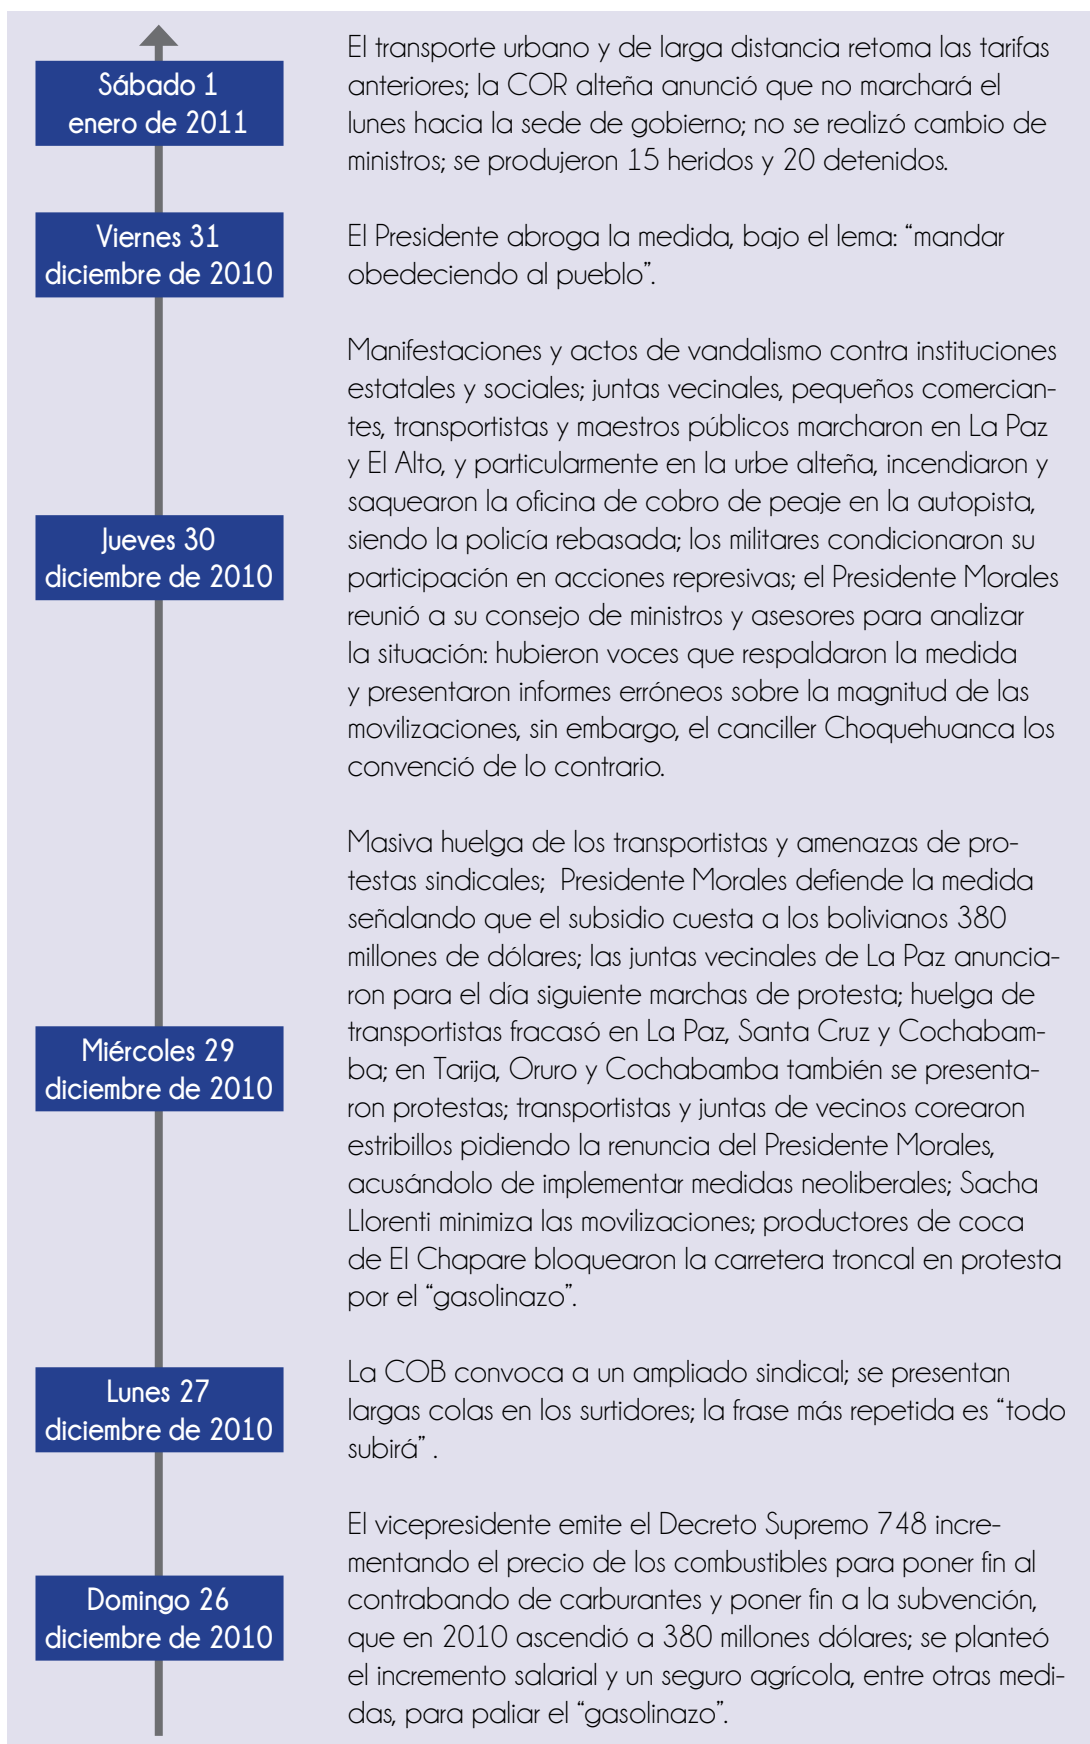 Sábado 1
enero de 2011
El transporte urbano y de larga distancia retoma las tarifas
anteriores; la COR alteña anunció que no marchará el
lunes hacia la sede de gobierno; no se realizó cambio de
ministros; se produjeron 15 heridos y 20 detenidos.
Viernes 31
diciembre de 2010
El Presidente abroga la medida, bajo el lema: “mandar
obedeciendo al pueblo”.
Jueves 30
diciembre de 2010
Manifestaciones y actos de vandalismo contra instituciones
estatales y sociales; juntas vecinales, pequeños comercian-
tes, transportistas y maestros públicos marcharon en La Paz
y El Alto, y particularmente en la urbe alteña, incendiaron y
saquearon la oficina de cobro de peaje en la autopista,
siendo la policía rebasada; los militares condicionaron su
participación en acciones represivas; el Presidente Morales
reunió a su consejo de ministros y asesores para analizar
la situación: hubieron voces que respaldaron la medida
y presentaron informes erróneos sobre la magnitud de las
movilizaciones, sin embargo, el canciller Choquehuanca los
convenció de lo contrario.
Miércoles 29
diciembre de 2010
Masiva huelga de los transportistas y amenazas de pro-
testas sindicales; Presidente Morales defiende la medida
señalando que el subsidio cuesta a los bolivianos 380
millones de dólares; las juntas vecinales de La Paz anuncia-
ron para el día siguiente marchas de protesta; huelga de
transportistas fracasó en La Paz, Santa Cruz y Cochabam-
ba; en Tarija, Oruro y Cochabamba también se presenta-
ron protestas; transportistas y juntas de vecinos corearon
estribillos pidiendo la renuncia del Presidente Morales,
acusándolo de implementar medidas neoliberales; Sacha
Llorenti minimiza las movilizaciones; productores de coca
de El Chapare bloquearon la carretera troncal en protesta
por el “gasolinazo”.
Lunes 27
diciembre de 2010
La COB convoca a un ampliado sindical; se presentan
largas colas en los surtidores; la frase más repetida es “todo
subirá” .
Domingo 26
diciembre de 2010
El vicepresidente emite el Decreto Supremo 748 incre-
mentando el precio de los combustibles para poner fin al
contrabando de carburantes y poner fin a la subvención,
que en 2010 ascendió a 380 millones dólares; se planteó
el incremento salarial y un seguro agrícola, entre otras medi-
das, para paliar el “gasolinazo”.